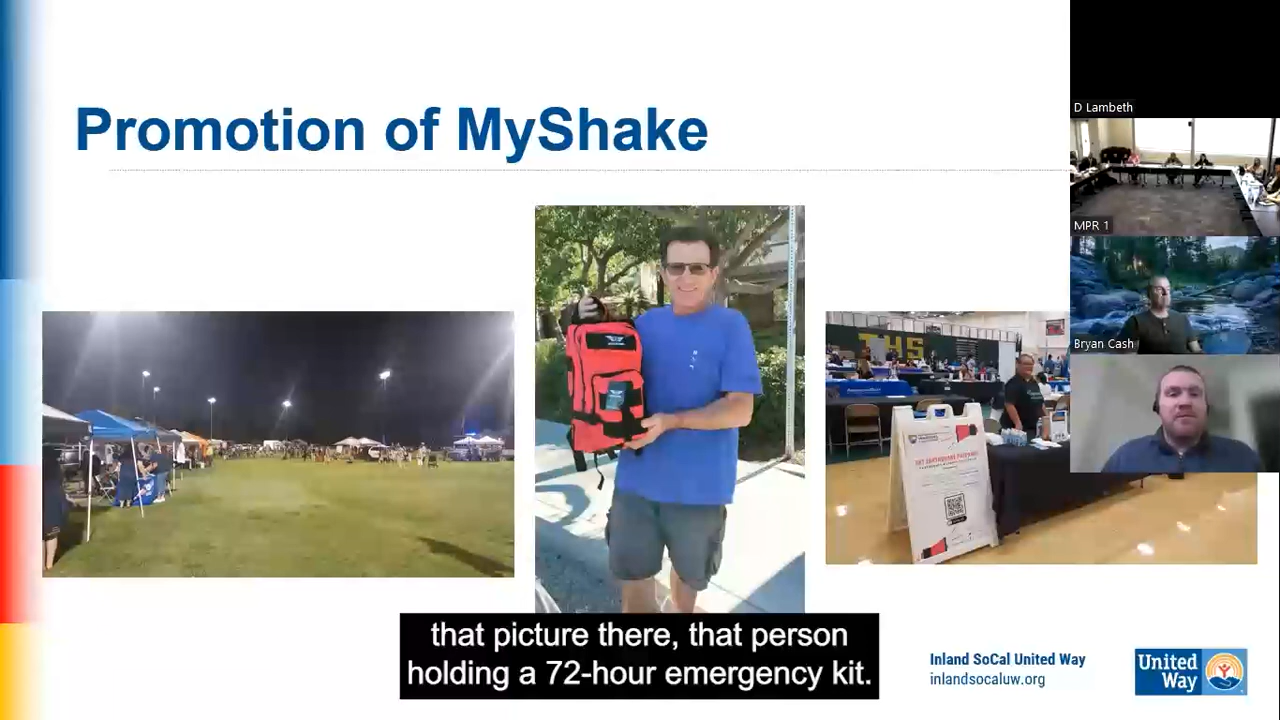 Promotion of MyShake
D Lambeth
MPR 1
Bryan Cash
THS
that picture there, that person
holding a 72-hour emergency kit.
Inland SoCal United Way
inlandsocaluw.org
United
Way